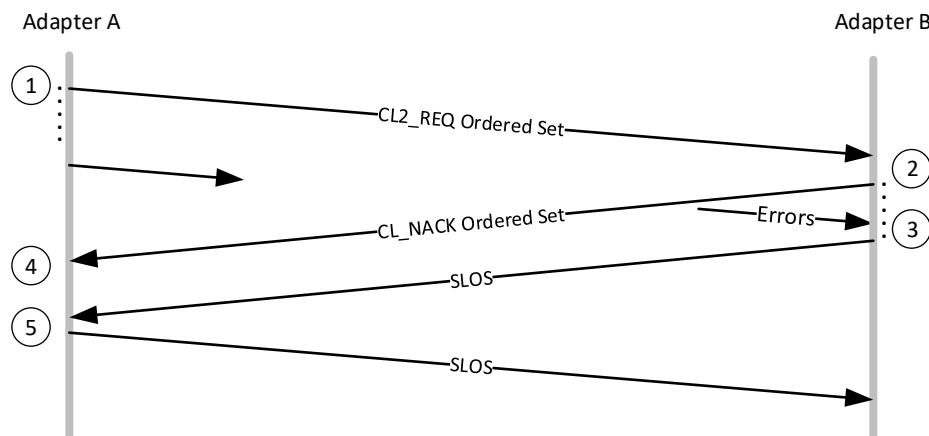 Adapter A
Adapter B
1
CL2_REQ Ordered Set
2
CL_NACK Ordered Set
Errors
3
4
SLOS
5
SLOS